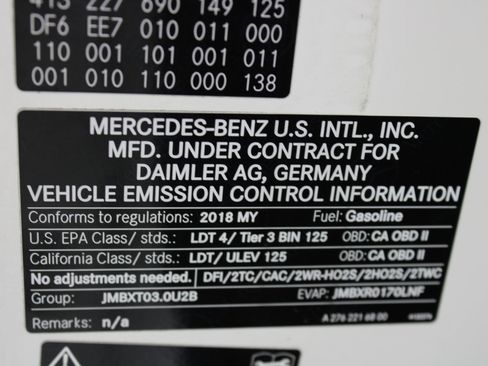 413 227 690 149 125
DF6 EE7 010 011 000
110 001 101 001 011
001 010 110 000 138
MERCEDES-BENZ U.S. INTL., INC.
MFD. UNDER CONTRACT FOR
DAIMLER AG, GERMANY
VEHICLE EMISSION CONTROL INFORMATION
Conforms to regulations: 2018 MY Fuel: Gasoline
U.S. EPA Class/ stds.: LDT 4/ Tier 3 BIN 125 OBD: CA OBD II
California Class/ stds.: LDT/ ULEV 125 OBD: CA OBD II
No adjustments needed. DFI/2TC/CAC/2WR-HO2S/2HO2S/2TWC
Group: JMBXT03.0U2B EVAP: JMBXR0170LNF
Remarks: n/a A 276 221 68 00